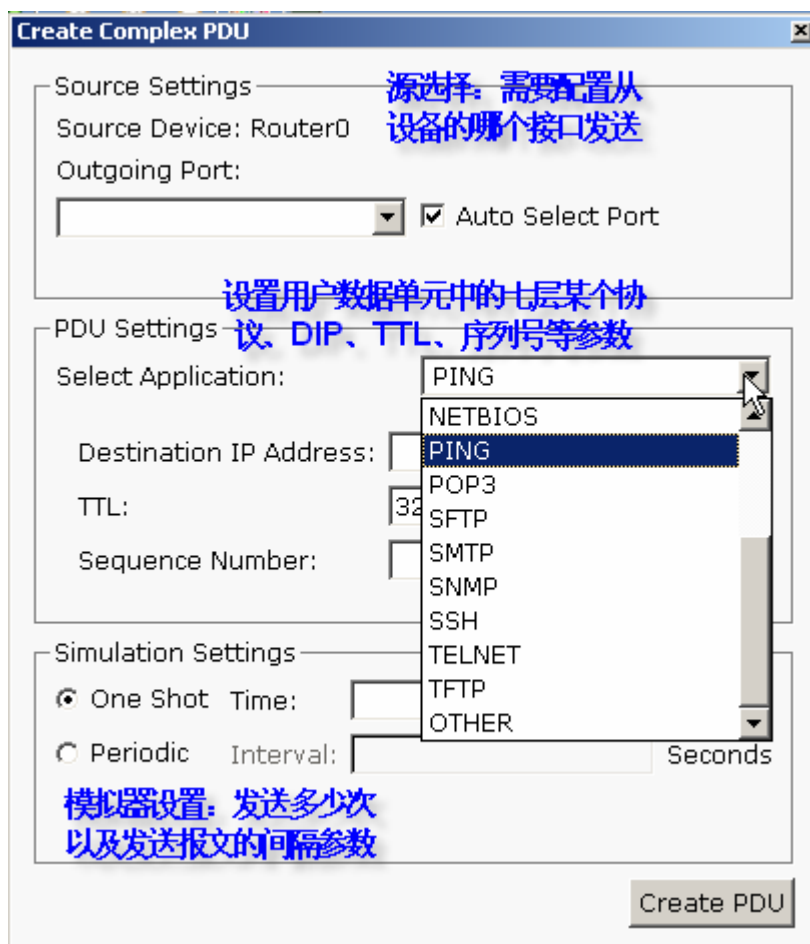 Create Complex PDU
Source Settings
源选择：需要配置从
设备的哪个接口发送
Source Device: Router0
Outgoing Port:
Auto Select Port
设置用户数据单元中的七层某个协
议、DIP、TTL、序列号等参数
PDU Settings
Select Application:
PING
NETBIOS
PING
POP3
SFTP
SMTP
SNMP
SSH
TELNET
TFTP
OTHER
Destination IP Address:
TTL:
32
Sequence Number:
Simulation Settings
One Shot Time:
Periodic Interval:
Seconds
模拟器设置：发送多少次
以及发送报文的间隔参数
Create PDU